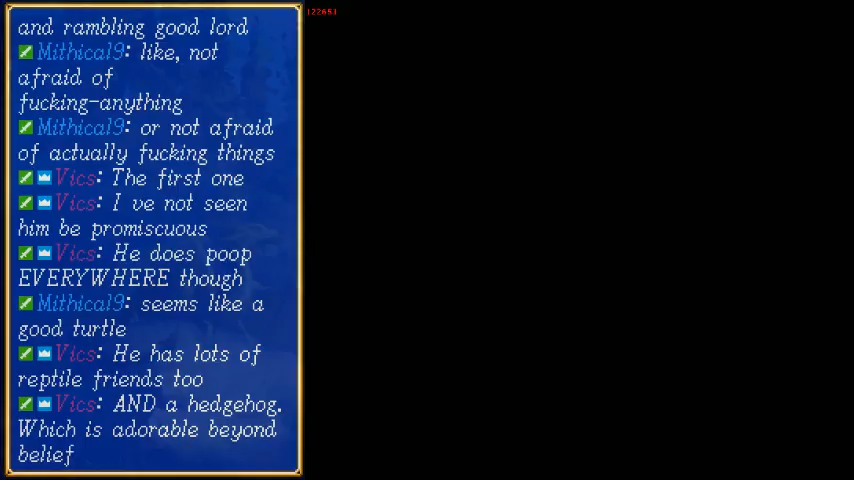 and rambling good lord
Mithical9: like, not
afraid of
fucking-anything
Mithical9: or not afraid
of actually fucking things
Vics: The first one
Vics: I ve not seen
him be promiscuous
Vics: He does poop
EVERYWHERE though
Mithical9: seems like a
good turtle
Vics: He has lots of
reptile friends too
Vics: AND a hedgehog.
Which is adorable beyond
belief
[2265]